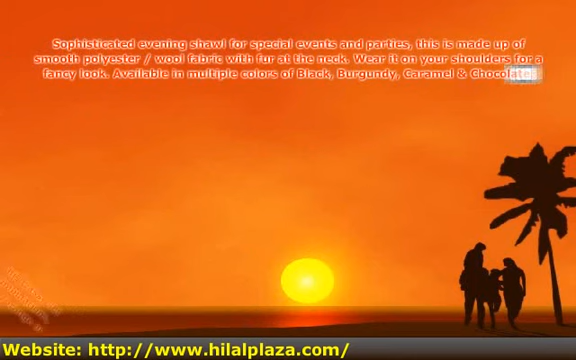 Sophisticated evening shawl for special events and parties, this is made up of
smooth polyester / wool fabric with fur at the neck. Wear it on your shoulders for a
fancy look. Available in multiple colors of Black, Burgundy, Caramel & Chocolate
Website: http://www.hilalplaza.com/